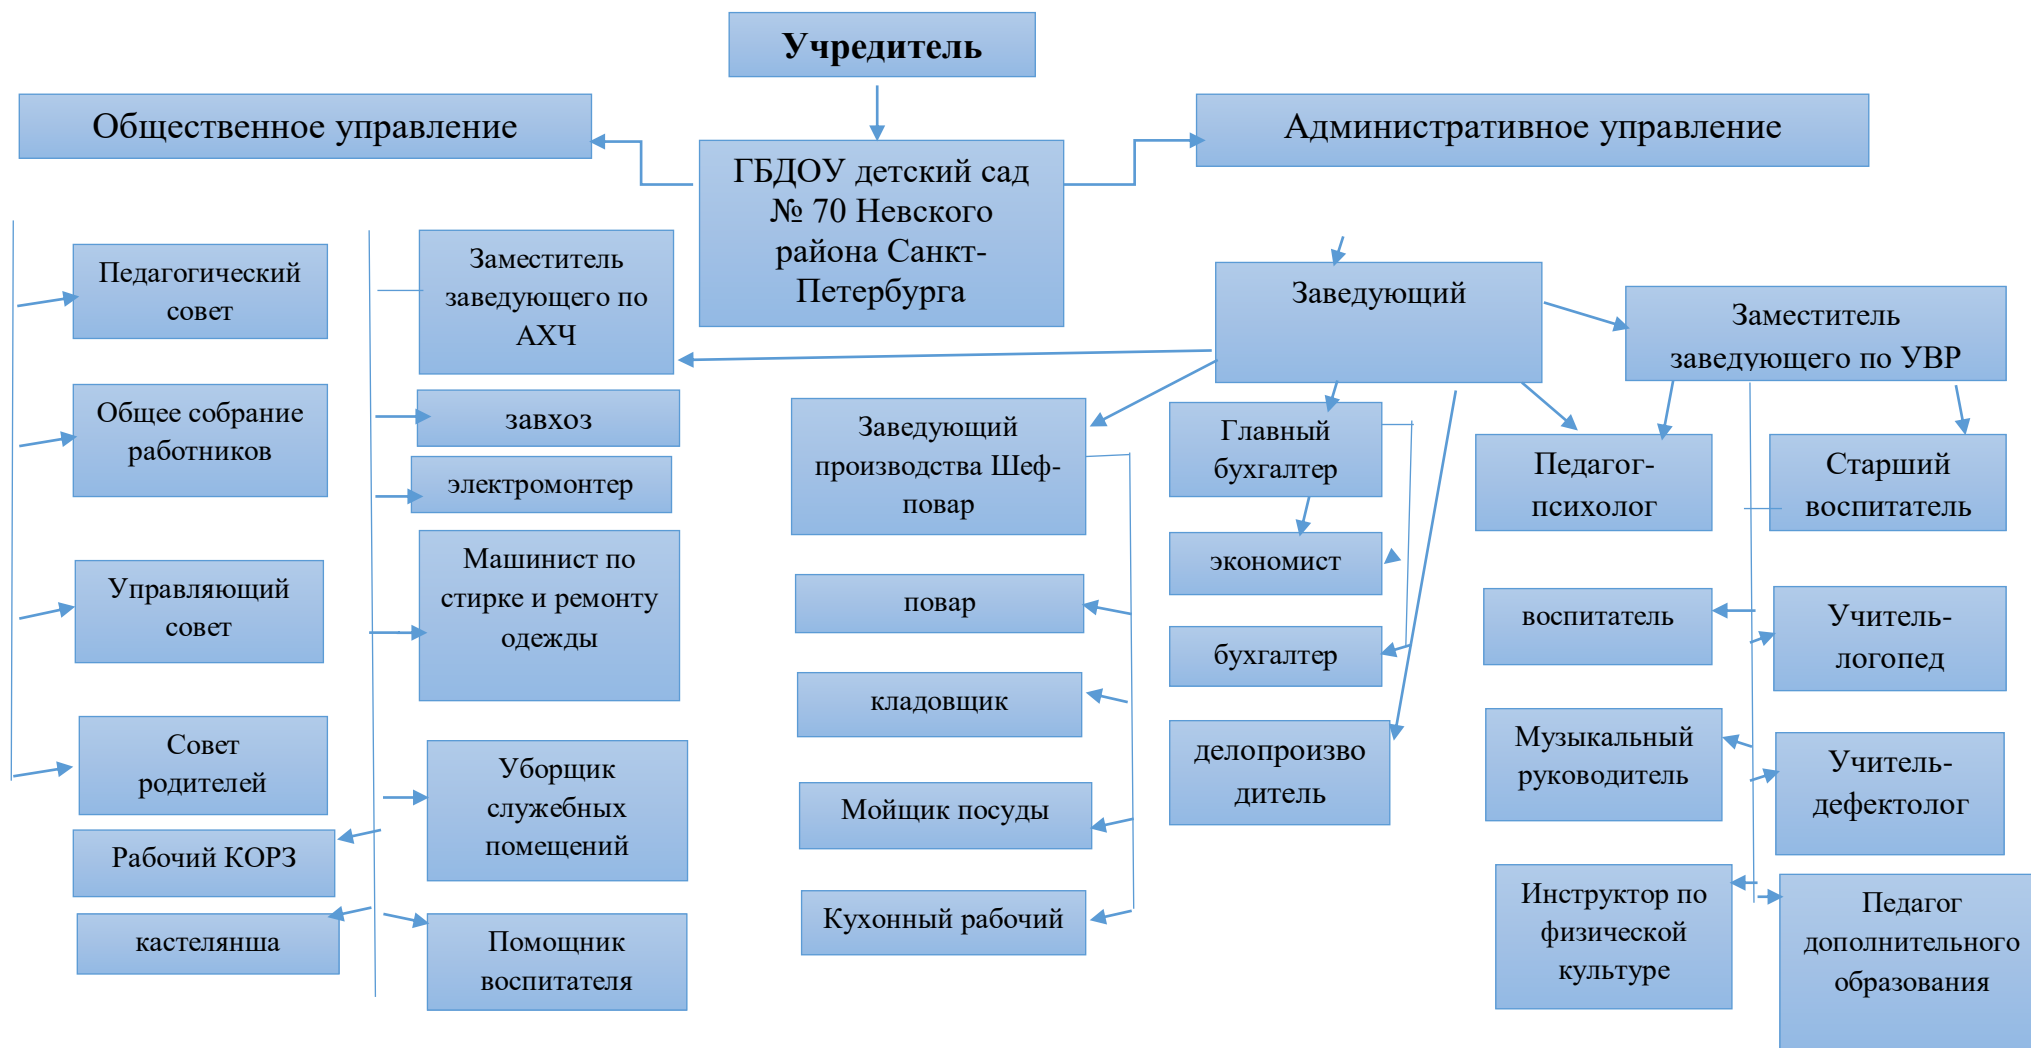 Учредитель
Общественное управление
Административное управление
ГБДОУ детский сад
№ 70 Невского
района Санкт-
Петербурга
Педагогический
совет
Общее собрание
работников
Управляющий
совет
Совет
родителей
Рабочий КОРЗ
кастелянша
Заместитель
заведующего по
АХЧ
завхоз
электромонтер
Машинист по
стирке и ремонту
одежды
Уборщик
служебных
помещений
Помощник
воспитателя
Заведующий
производства Шеф-
повар
повар
кладовщик
Мойщик посуды
Кухонный рабочий
Заведующий
Главный
бухгалтер
экономист
бухгалтер
делопроизво
дитель
Заместитель
заведующего по УВР
Педагог-
психолог
Старший
воспитатель
воспитатель
Учитель-
логопед
Музыкальный
руководитель
Учитель-
дефектолог
Инструктор по
физической
культуре
Педагог
дополнительного
образования